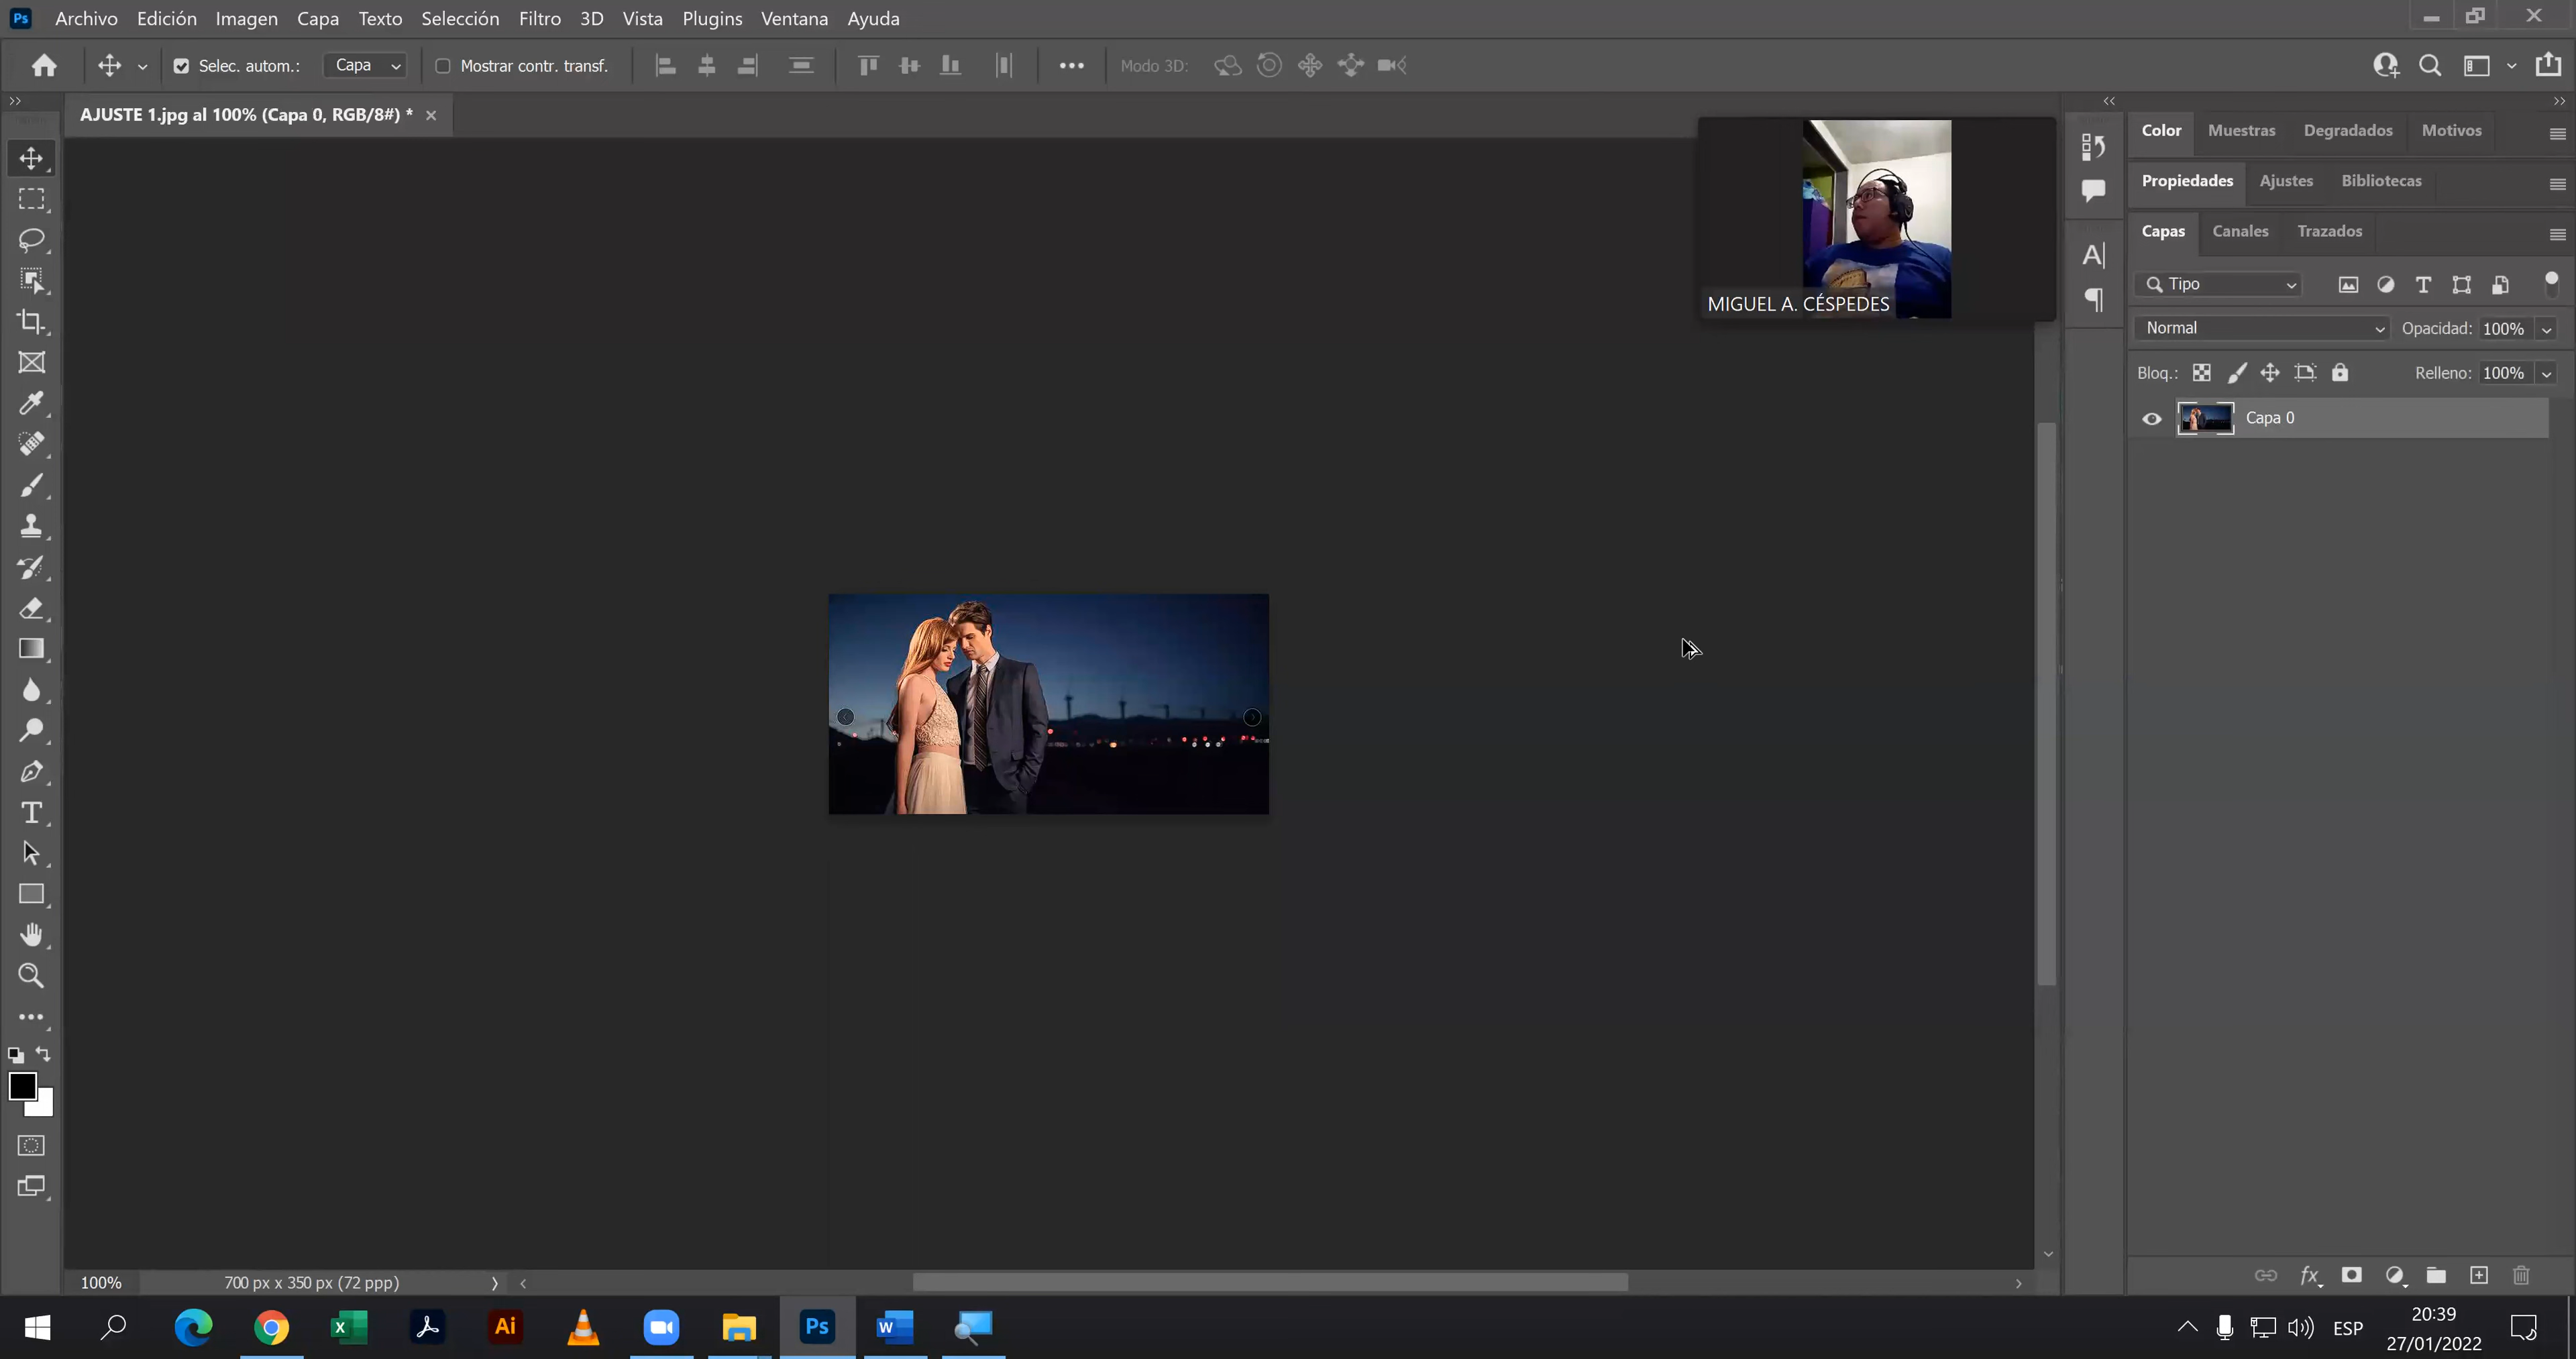 Ps Archivo Edición Imagen Capa Texto Selección Filtro 3D Vista Plugins Ventana Ayuda
Selec. autom.: Capa Mostrar contr. transf. Modo 3D:
AJUSTE 1.jpg al 100% (Capa 0, RGB/8#) *
Color Muestras Degradados Motivos
Propiedades Ajustes Bibliotecas
Capas Canales Trazados
Tipo
Normal Opacidad: 100%
Bloq.: Relleno: 100%
Capa 0
MIGUEL A. CÉSPEDES
100% 700 px x 350 px (72 ppp)
Ai Ps W ESP 20:39
27/01/2022